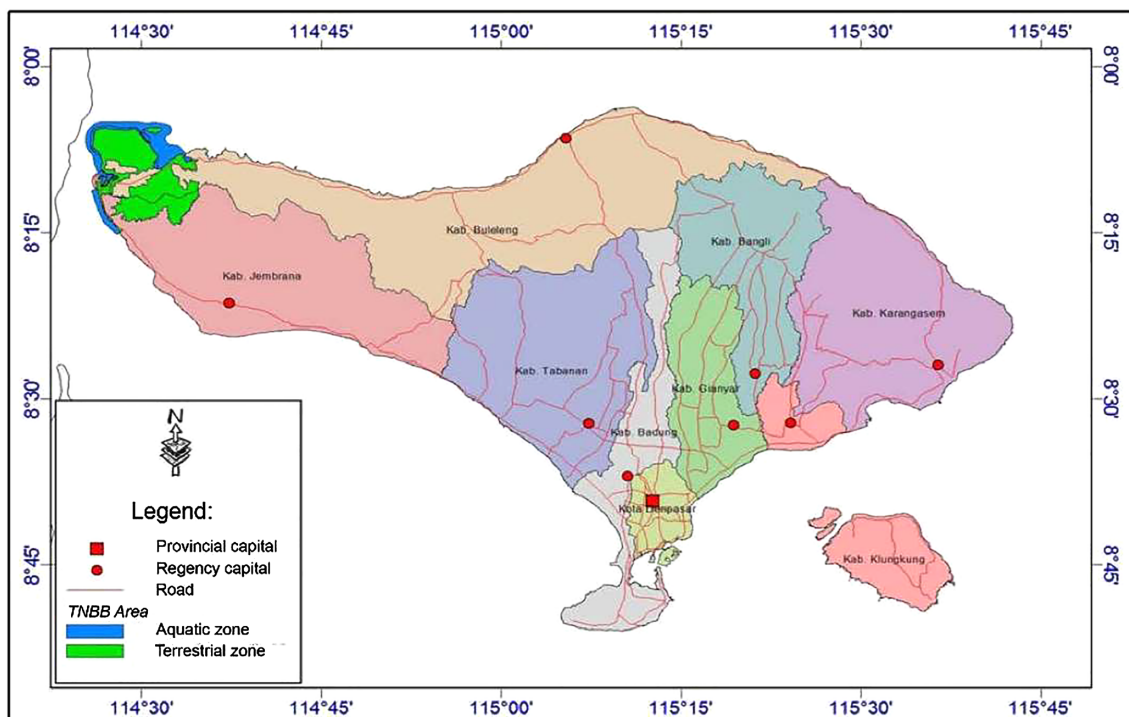 114°30' 114°45' 115°00' 115°15' 115°30' 115°45'
8°00' 8°00'
8°15' 8°15'
Kab. Buleleng
Kab. Bangli
Kab. Jembrana
Kab. Karangasem
Kab. Tabanan
Kab. Gianyar
8°30' 8°30'
Kab. Badung
Kota Denpasar
Kab. Klungkung
8°45' 8°45'
N
Legend:
Provincial capital
Regency capital
Road
TNBB Area
Aquatic zone
Terrestrial zone
114°30' 114°45' 115°00' 115°15' 115°30' 115°45'